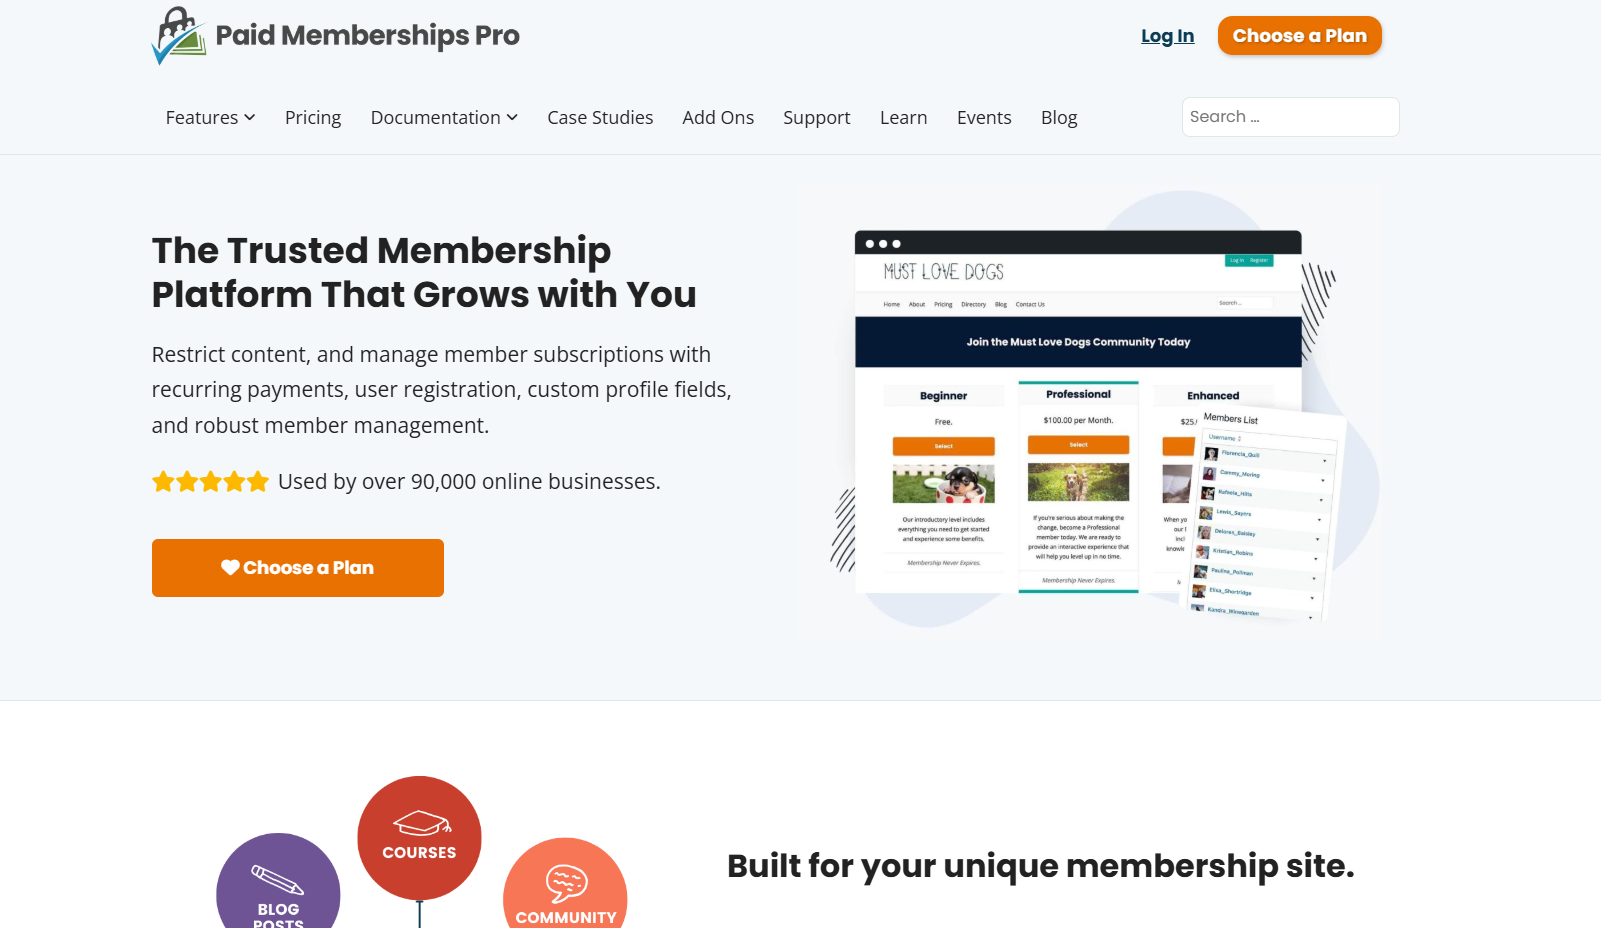 Paid Memberships Pro
Log In
Choose a Plan
Features
Pricing
Documentation
Case Studies
Add Ons
Support
Learn
Events
Blog
Search ...
The Trusted Membership
Platform That Grows with You
Restrict content, and manage member subscriptions with
recurring payments, user registration, custom profile fields,
and robust member management.
Used by over 90,000 online businesses.
Choose a Plan
MUST LOVE DOGS
Log In Register
Home About Pricing Directory Blog Contact Us
Search...
Join the Must Love Dogs Community Today
Beginner
Free.
Select
Our introductory level includes
everything you need to get started
and experience some benefits.
Membership Never Expires.
Professional
$100.00 per Month.
Select
If you're serious about making the
change, become a Professional
member today. We are ready to
provide an interactive experience that
will help you level up in no time.
Membership Never Expires.
Enhanced
$25.
When you
our l
incl
knowle
Members List
Username
Florencia_Quill
Cammy_Moring
Rafaela_Hilts
Lewis_Sayers
Delores_Belsley
Kristian_Robins
Paulina_Pollman
Elisa_Shortridge
Kandra_Winegarden
COURSES
BLOG
POSTS
COMMUNITY
Built for your unique membership site.